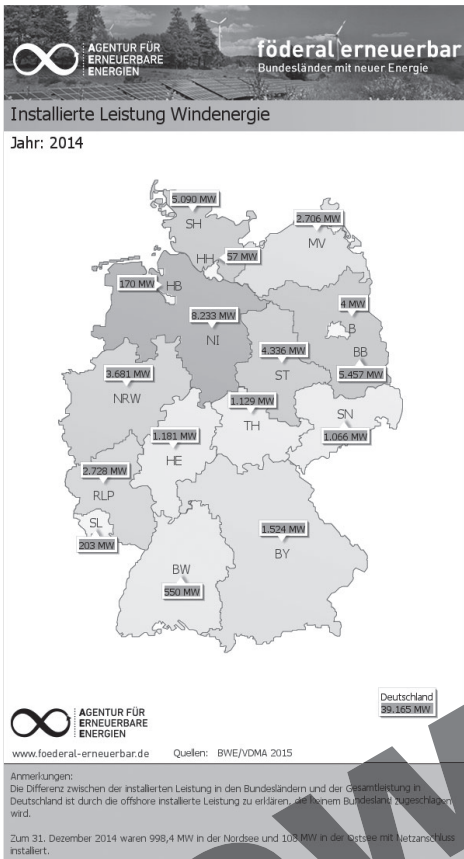 AGENTUR FÜR
ERNEUERBARE
ENERGIEN
föderal erneuerbar
Bundesländer mit neuer Energie
Installierte Leistung Windenergie
Jahr: 2014
5.090 MW
SH
2.706 MW
MV
HH
57 MW
170 MW
HB
8.233 MW
NI
4 MW
B
BB
5.457 MW
4.336 MW
ST
3.681 MW
NRW
1.129 MW
TH
SN
1.066 MW
1.181 MW
HE
2.728 MW
RLP
SL
203 MW
1.524 MW
BY
BW
550 MW
Deutschland
39.165 MW
AGENTUR FÜR
ERNEUERBARE
ENERGIEN
www.foederal-erneuerbar.de Quellen: BWE/VDMA 2015
Anmerkungen:
Die Differenz zwischen der installierten Leistung in den Bundesländern und der Gesamtleistung in
Deutschland ist durch die offshore installierte Leistung zu erklären, die keinem Bundesland zugeschlagen
wird.
Zum 31. Dezember 2014 waren 998,4 MW in der Nordsee und 108 MW in der Ostsee mit Netzanschluss
installiert.